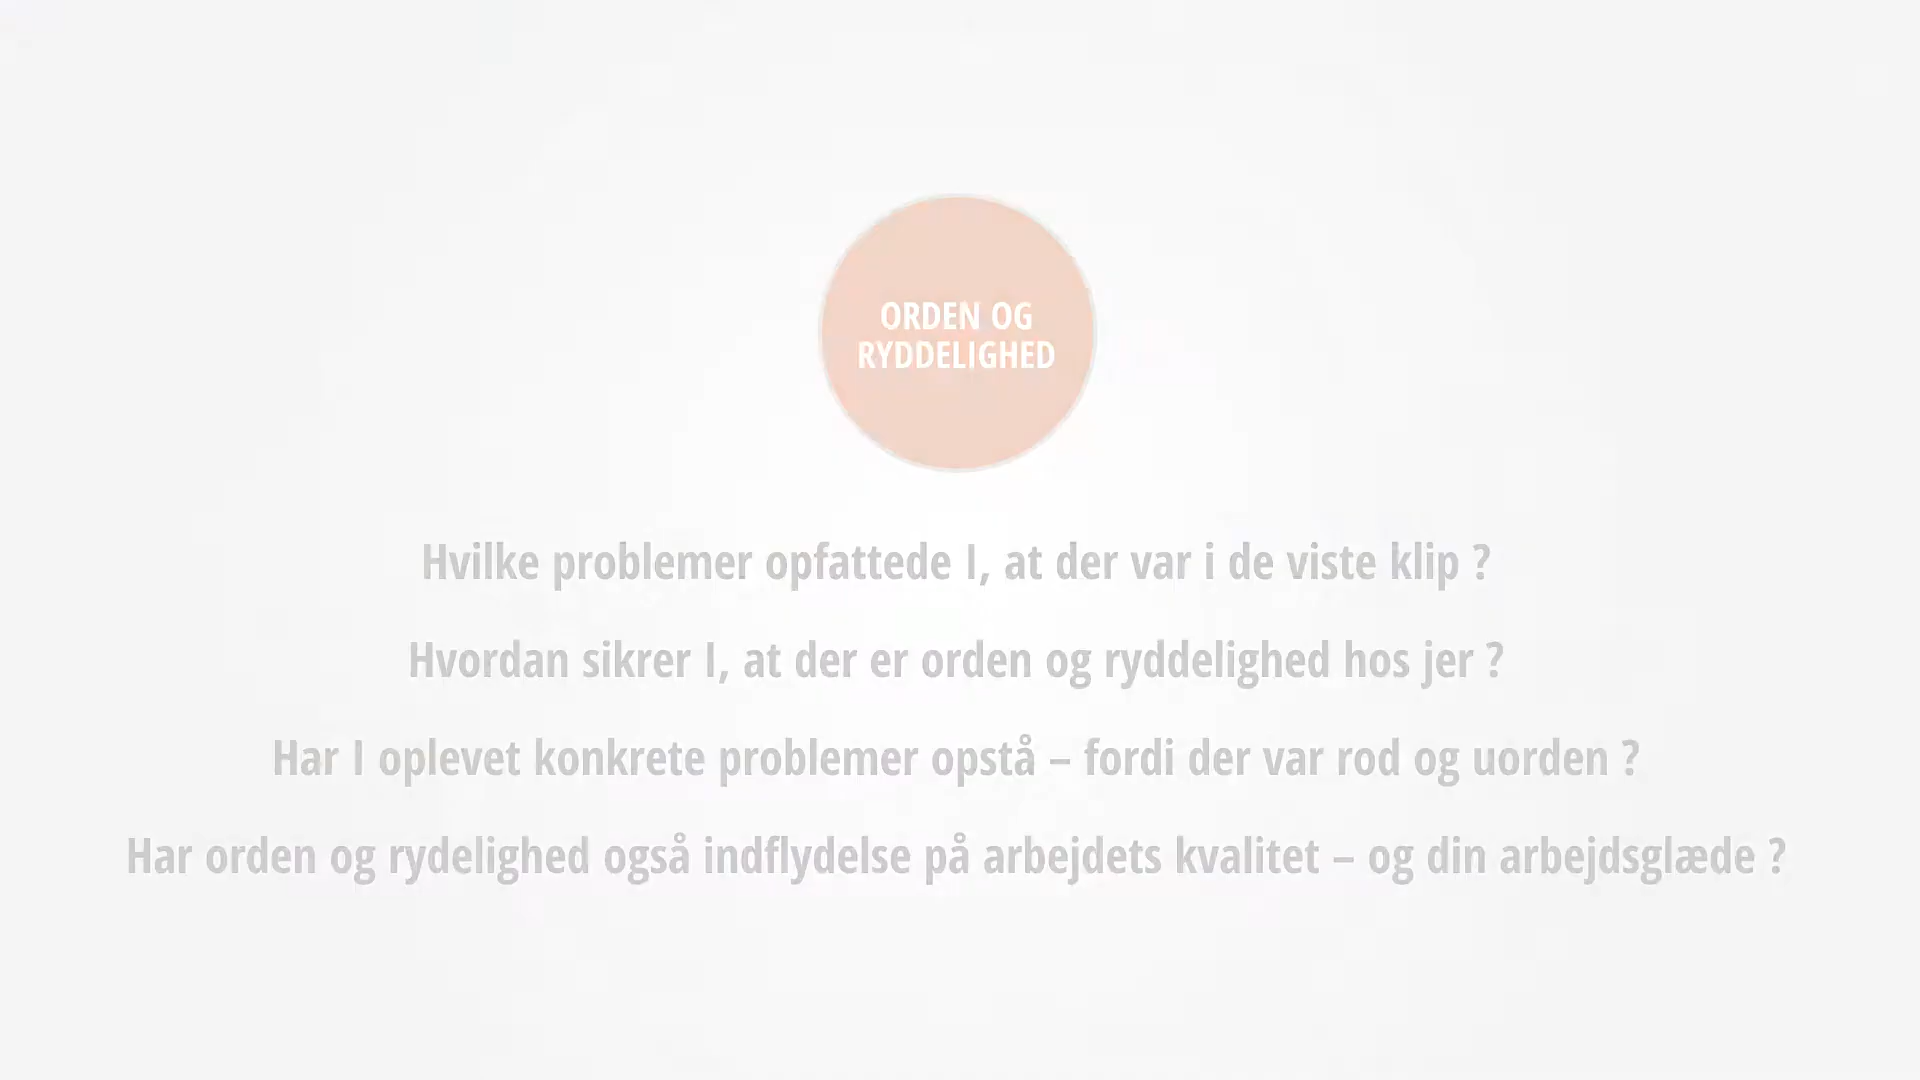 ORDEN OG
RYDDELIGHED
Hvilke problemer opfattede I, at der var i de viste klip ?
Hvordan sikrer I, at der er orden og ryddelighed hos jer ?
Har I oplevet konkrete problemer opstå – fordi der var rod og uorden ?
Har orden og rydelighed også indflydelse på arbejdets kvalitet – og din arbejdsglæde ?